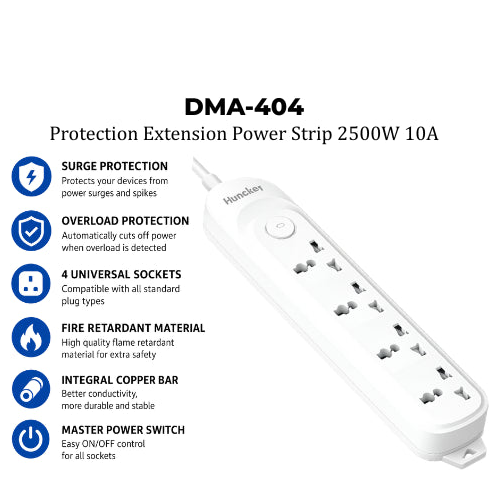 DMA-404
Protection Extension Power Strip 2500W 10A
SURGE PROTECTION
Protects your devices from
power surges and spikes
OVERLOAD PROTECTION
Automatically cuts off power
when overload is detected
4 UNIVERSAL SOCKETS
Compatible with all standard
plug types
FIRE RETARDANT MATERIAL
High quality flame retardant
material for extra safety
INTEGRAL COPPER BAR
Better conductivity,
more durable and stable
MASTER POWER SWITCH
Easy ON/OFF control
for all sockets
Huntkey